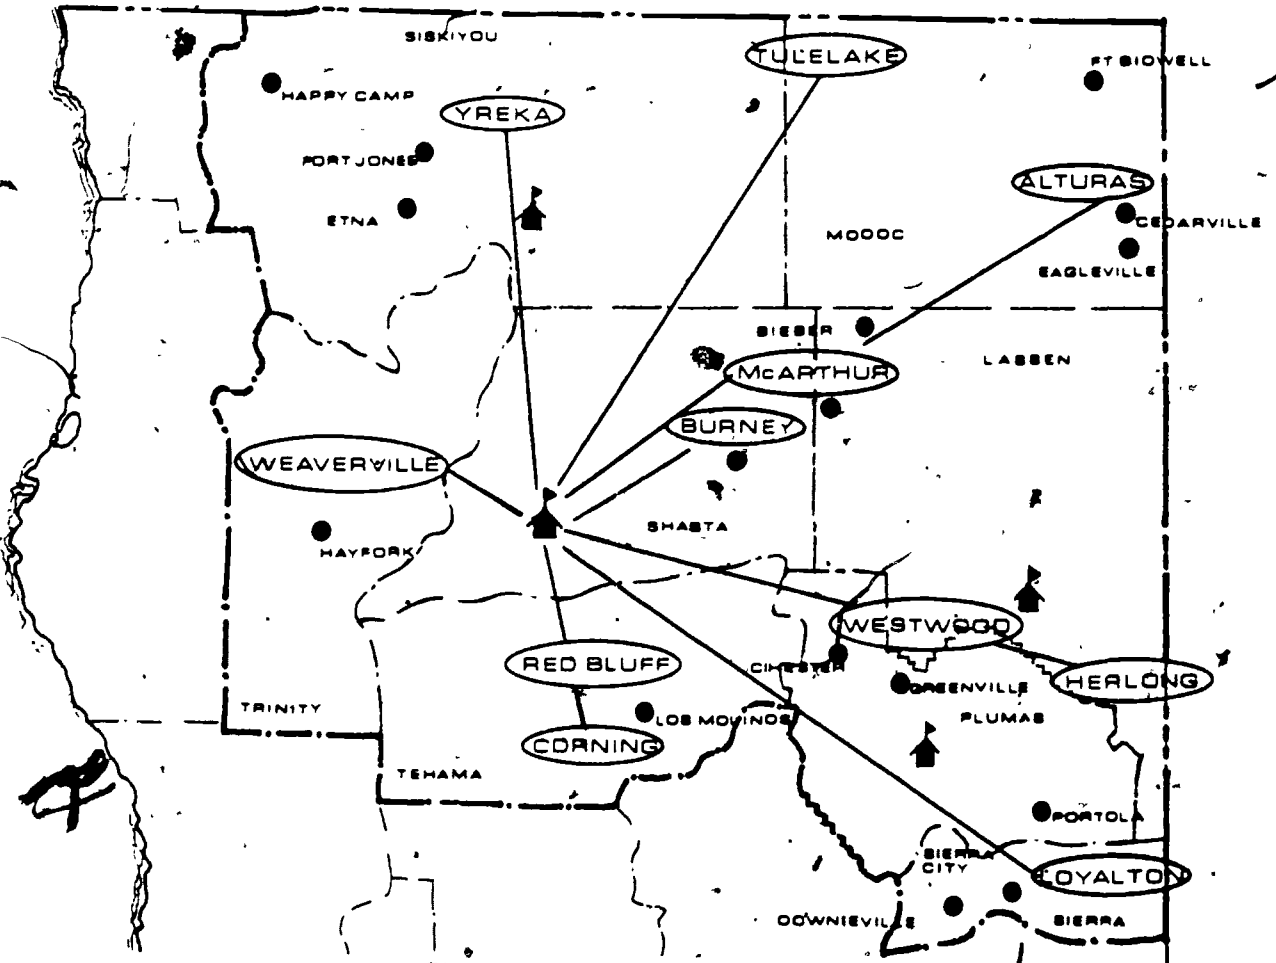 SISKIYOU
TULELAKE
FT BIDWELL
HAPPY CAMP
YREKA
FORT JONES
ALTURAS
ETNA
CEDARVILLE
MODOC
EAGLEVILLE
BIEBER
LASSEN
McARTHUR
BURNEY
WEAVERVILLE
SHASTA
HAYFORK
WESTWOOD
RED BLUFF
CHESTER
HERLONG
GREENVILLE
TRINITY
LOS MOLINOS
PLUMAS
CORNING
TEHAMA
PORTOLA
SIERRA
CITY
LOYALTON
DOWNIEVILLE
SIERRA